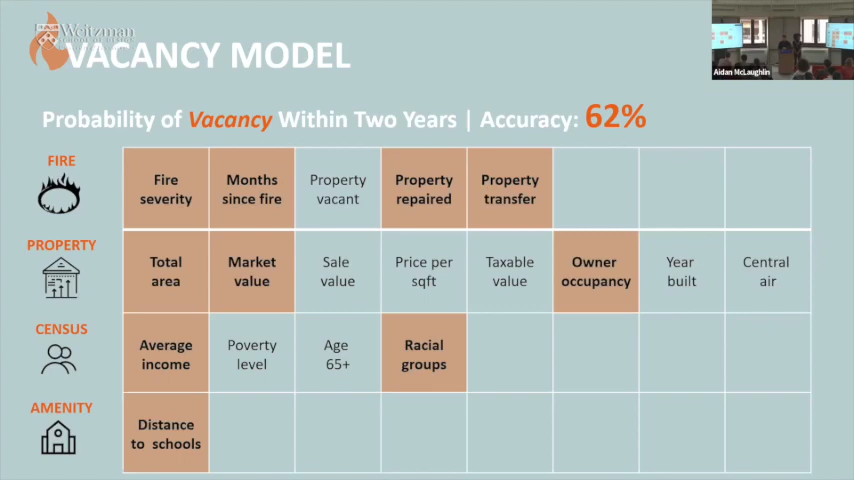 Weitzman
VACANCY MODEL
Aidan McLaughlin
Probability of Vacancy Within Two Years | Accuracy: 62%
FIRE
Fire severity
Months since fire
Property vacant
Property repaired
Property transfer
PROPERTY
Total area
Market value
Sale value
Price per sqft
Taxable value
Owner occupancy
Year built
Central air
CENSUS
Average income
Poverty level
Age 65+
Racial groups
AMENITY
Distance to schools